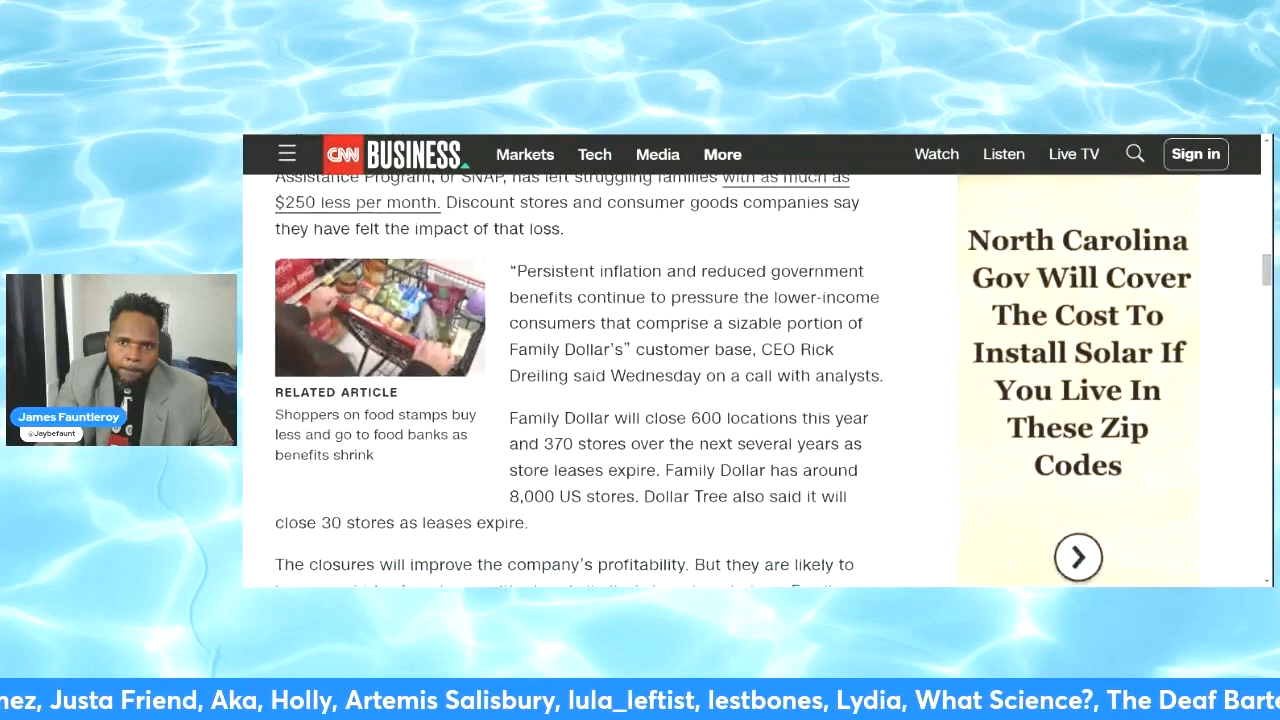 CNN BUSINESS Markets Tech Media More Watch Listen Live TV Sign in
Assistance Program, or SNAP, has left struggling families with as much as
$250 less per month. Discount stores and consumer goods companies say
they have felt the impact of that loss.
“Persistent inflation and reduced government
benefits continue to pressure the lower-income
consumers that comprise a sizable portion of
Family Dollar’s” customer base, CEO Rick
Dreiling said Wednesday on a call with analysts.
RELATED ARTICLE
Shoppers on food stamps buy
less and go to food banks as
benefits shrink
Family Dollar will close 600 locations this year
and 370 stores over the next several years as
store leases expire. Family Dollar has around
8,000 US stores. Dollar Tree also said it will
close 30 stores as leases expire.
The closures will improve the company’s profitability. But they are likely to
North Carolina
Gov Will Cover
The Cost To
Install Solar If
You Live In
These Zip
Codes
James Fauntleroy
@Jaybefaunt
nez, Justa Friend, Aka, Holly, Artemis Salisbury, lula_leftist, lestbones, Lydia, What Science?, The Deaf Barte